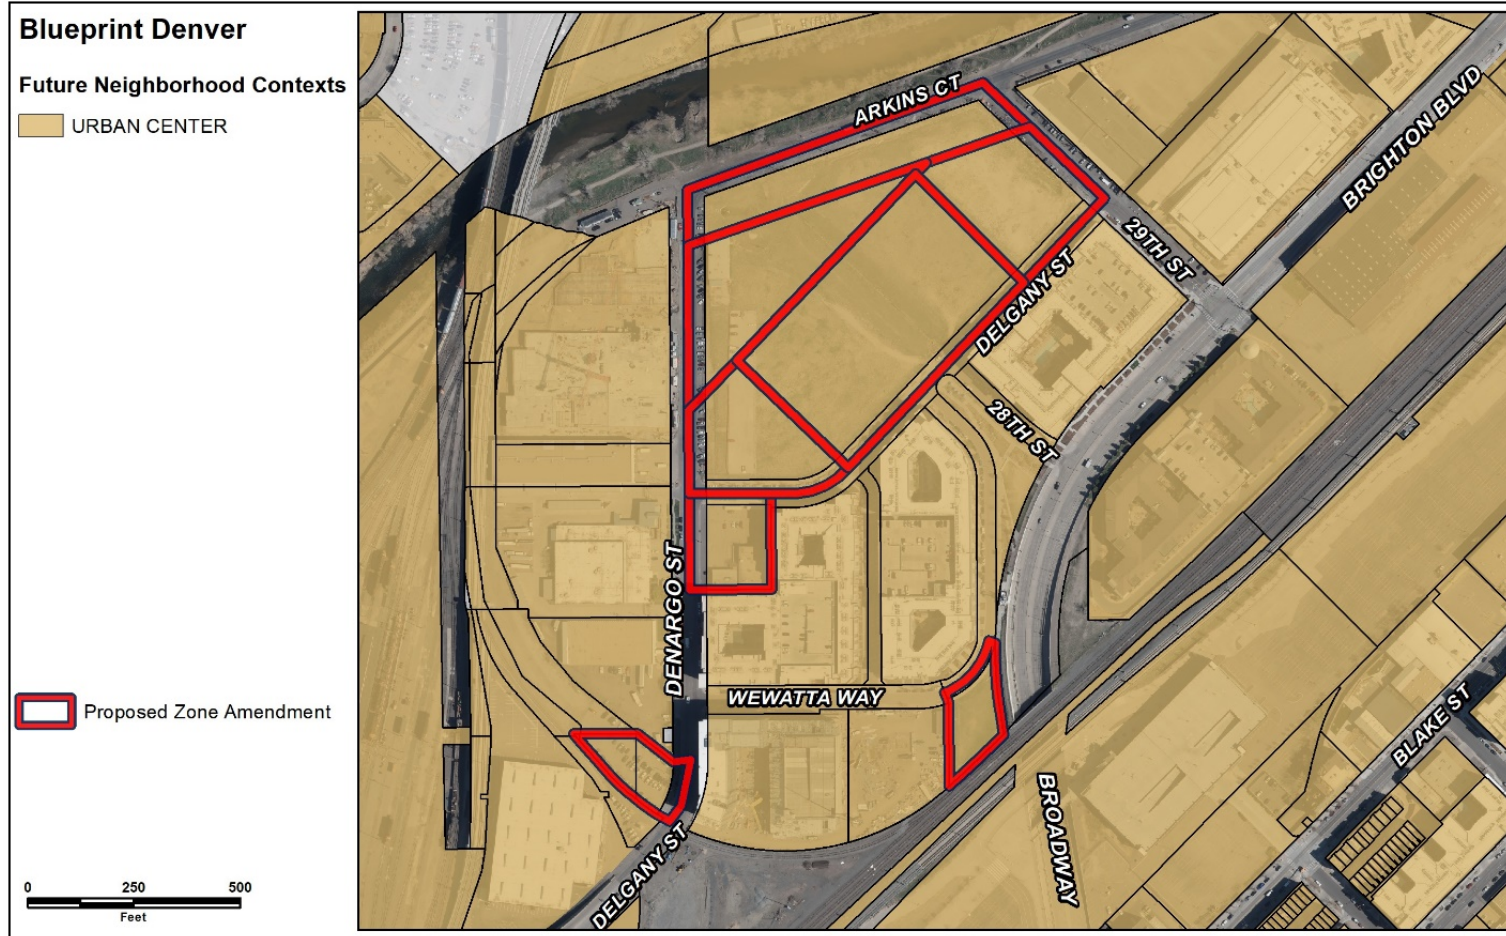 Blueprint Denver
Future Neighborhood Contexts
URBAN CENTER
ARKINS CT
BRIGHTON BLVD
29TH ST
DELGANY ST
28TH ST
DENARGO ST
WEWATTA WAY
Proposed Zone Amendment
BLAKE ST
BROADWAY
DELGANY ST
0 250 500
Feet